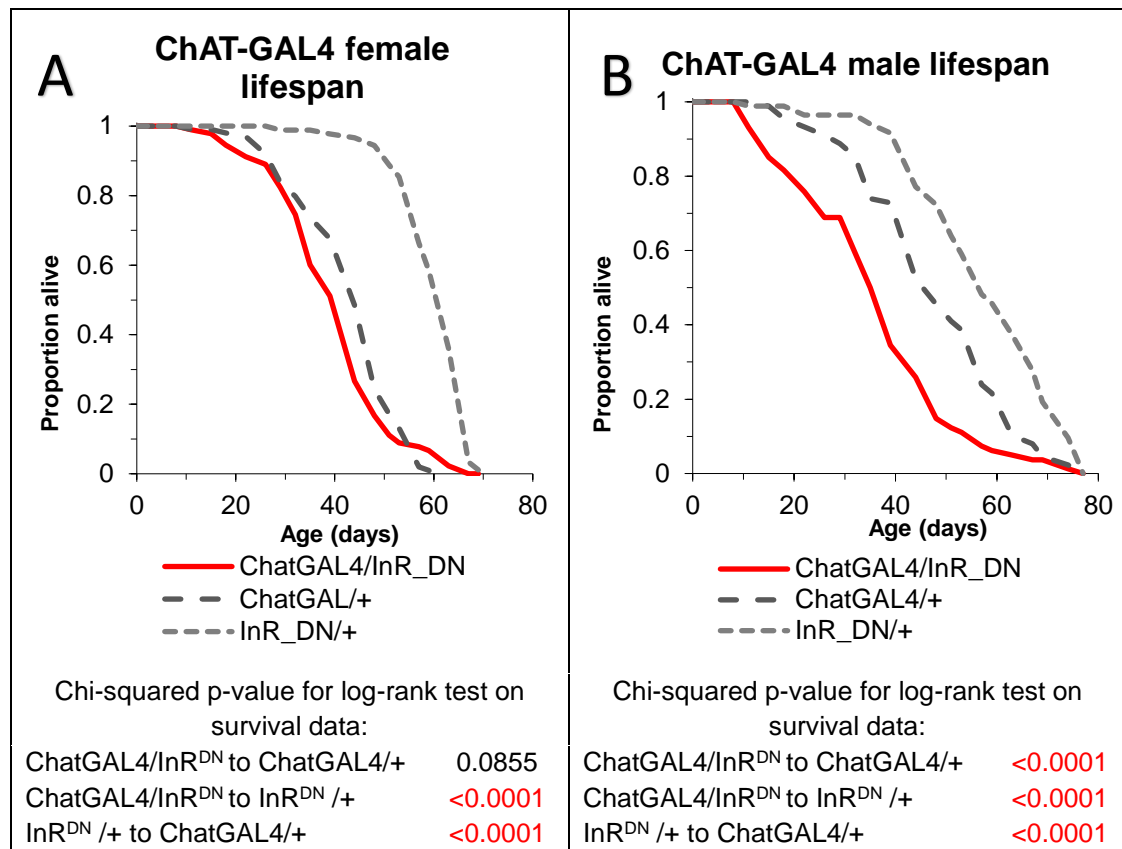 A
ChAT-GAL4 female
lifespan
1
0.8
0.6
0.4
0.2
0
Proportion alive
0 20 40 60 80
Age (days)
ChatGAL4/InR_DN
ChatGAL/+
InR_DN/+
Chi-squared p-value for log-rank test on
survival data:
ChatGAL4/InRᴰᴺ to ChatGAL4/+ 0.0855
ChatGAL4/InRᴰᴺ to InRᴰᴺ /+ <0.0001
InRᴰᴺ /+ to ChatGAL4/+ <0.0001
B
ChAT-GAL4 male lifespan
1
0.8
0.6
0.4
0.2
0
Proportion alive
0 20 40 60 80
Age (days)
ChatGAL4/InR_DN
ChatGAL4/+
InR_DN/+
Chi-squared p-value for log-rank test on
survival data:
ChatGAL4/InRᴰᴺ to ChatGAL4/+ <0.0001
ChatGAL4/InRᴰᴺ to InRᴰᴺ /+ <0.0001
InRᴰᴺ /+ to ChatGAL4/+ <0.0001